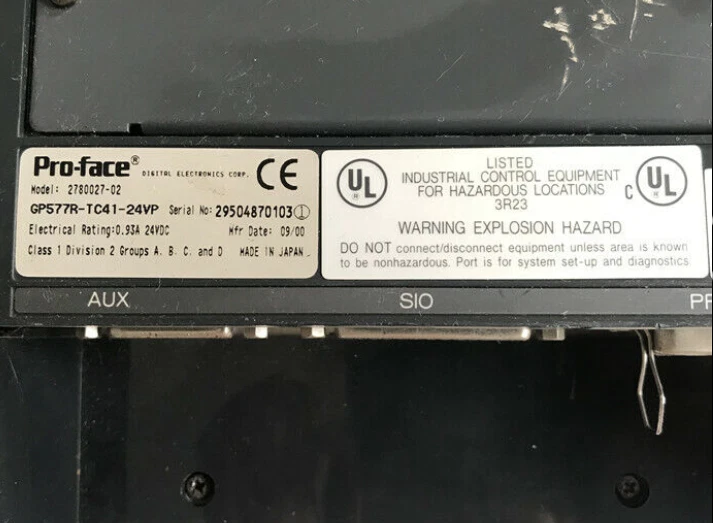 Pro-face® DIGITAL ELECTRONICS CORP. CE
Model: 2780027-02
GP577R-TC41-24VP Serial No: 29504870103①
Electrical Rating:0.93A 24VDC Mfr Date: 09/00
Class 1 Division 2 Groups A. B. C. and D MADE IN JAPAN
UL LISTED C UL
INDUSTRIAL CONTROL EQUIPMENT
FOR HAZARDOUS LOCATIONS
3R23
WARNING EXPLOSION HAZARD
DO NOT connect/disconnect equipment unless area is known
to be nonhazardous. Port is for system set-up and diagnostics
AUX SIO